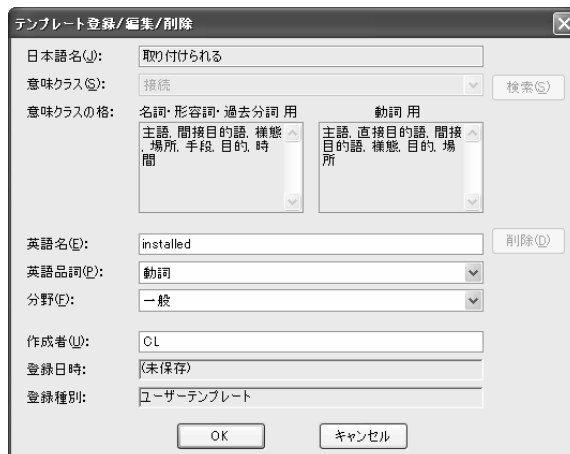 テンプレート登録/編集/削除
日本語名(J): 取り付けられる
意味クラス(S): 接続 検索(S)
意味クラスの格: 名詞・形容詞・過去分詞 用 動詞 用
主語, 間接目的語, 様態
, 場所, 手段, 目的, 時
間
主語, 直接目的語, 間接
目的語, 様態, 目的, 場
所
英語名(E): installed 削除(D)
英語品詞(P): 動詞
分野(F): 一般
作成者(U): CL
登録日時: (未保存)
登録種別: ユーザーテンプレート
OK キャンセル